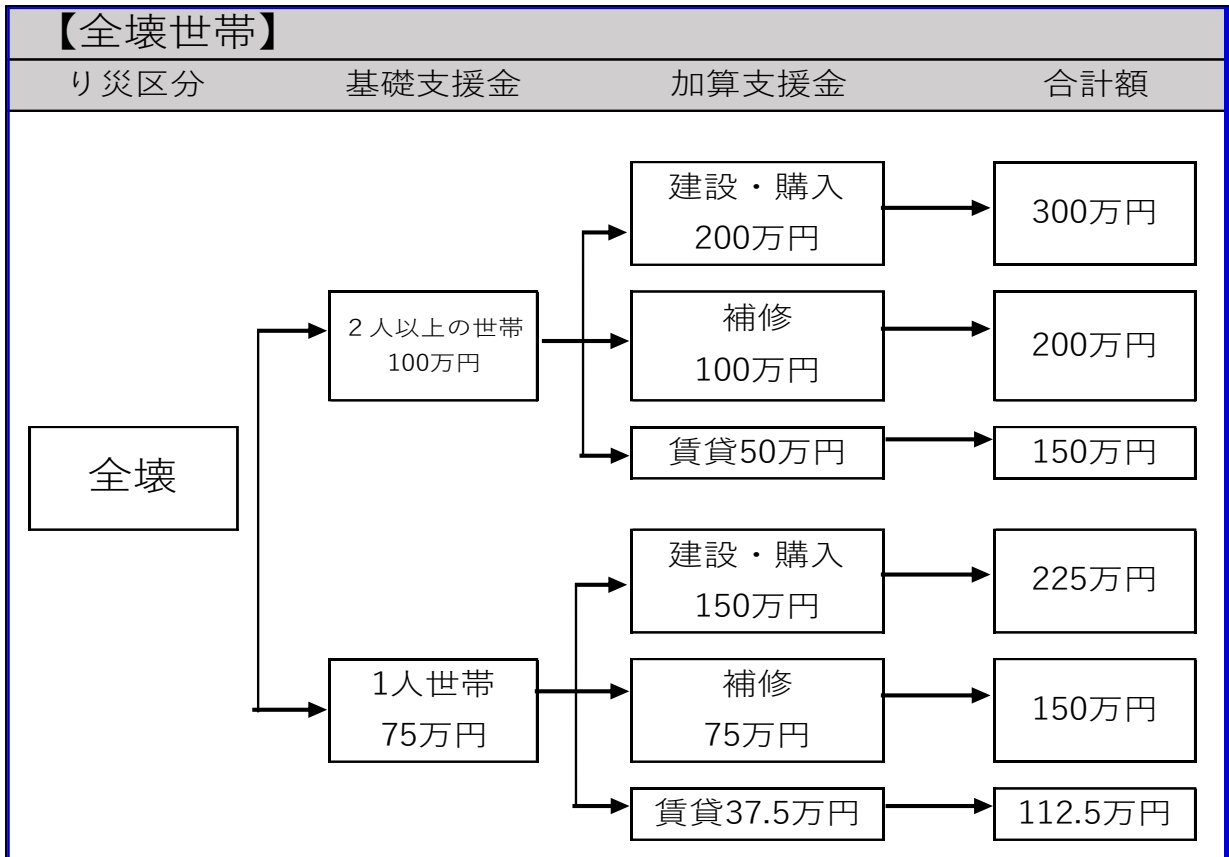 【全壊世帯】
り災区分 基礎支援金 加算支援金 合計額
建設・購入
200万円
300万円
２人以上の世帯
100万円
補修
100万円
200万円
賃貸50万円
150万円
全壊
建設・購入
150万円
225万円
1人世帯
75万円
補修
75万円
150万円
賃貸37.5万円
112.5万円